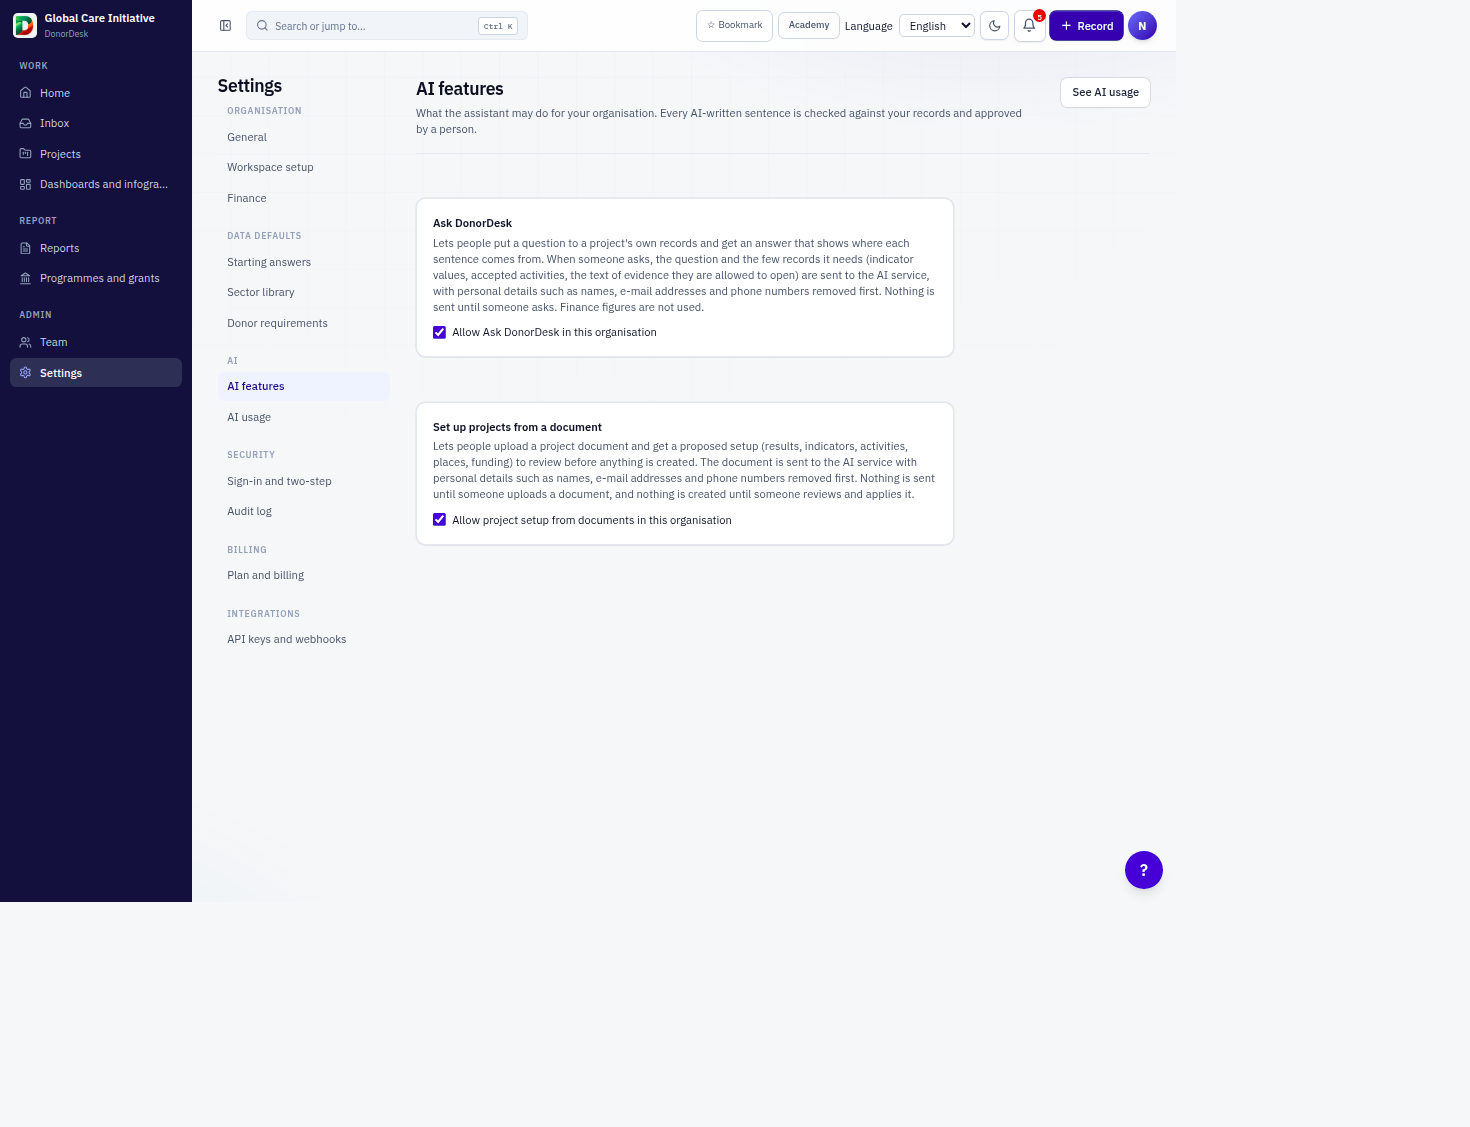 Global Care Initiative
DonorDesk
WORK
Home
Inbox
Projects
Dashboards and infogra...
REPORT
Reports
Programmes and grants
ADMIN
Team
Settings
Search or jump to...
Ctrl K
☆ Bookmark
Academy
Language
English
5
+ Record
N
Settings
ORGANISATION
General
Workspace setup
Finance
DATA DEFAULTS
Starting answers
Sector library
Donor requirements
AI
AI features
AI usage
SECURITY
Sign-in and two-step
Audit log
BILLING
Plan and billing
INTEGRATIONS
API keys and webhooks
AI features
What the assistant may do for your organisation. Every AI-written sentence is checked against your records and approved
by a person.
See AI usage
Ask DonorDesk
Lets people put a question to a project's own records and get an answer that shows where each
sentence comes from. When someone asks, the question and the few records it needs (indicator
values, accepted activities, the text of evidence they are allowed to open) are sent to the AI service,
with personal details such as names, e-mail addresses and phone numbers removed first. Nothing is
sent until someone asks. Finance figures are not used.
Allow Ask DonorDesk in this organisation
Set up projects from a document
Lets people upload a project document and get a proposed setup (results, indicators, activities,
places, funding) to review before anything is created. The document is sent to the AI service with
personal details such as names, e-mail addresses and phone numbers removed first. Nothing is sent
until someone uploads a document, and nothing is created until someone reviews and applies it.
Allow project setup from documents in this organisation
?